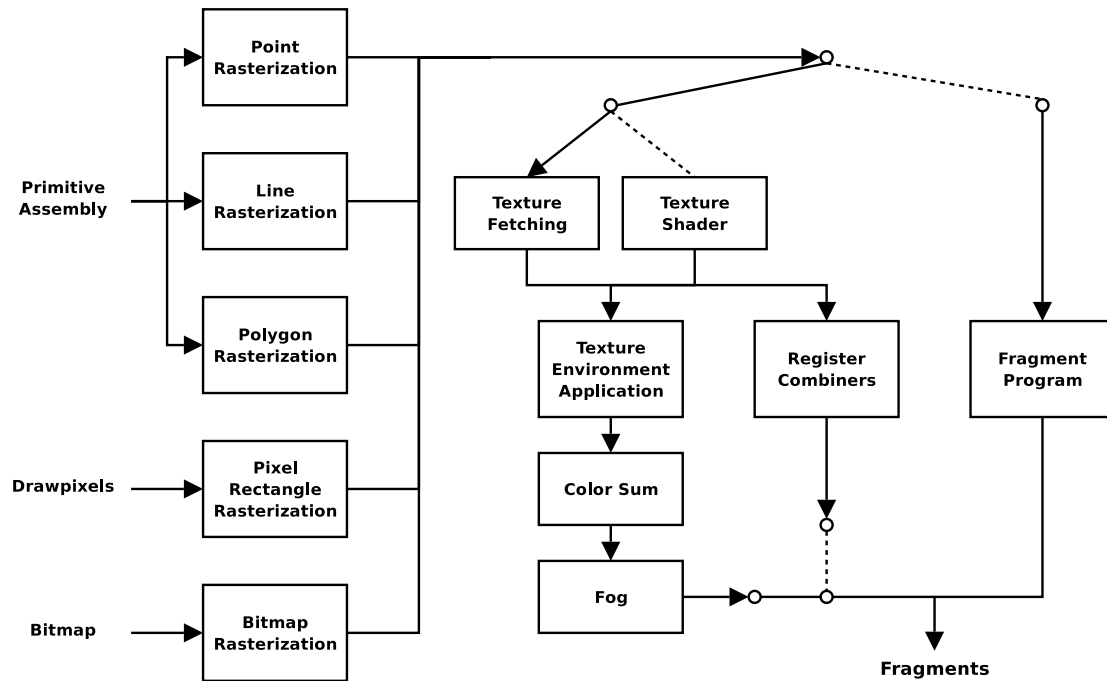 Point
Rasterization
Primitive
Assembly
Line
Rasterization
Polygon
Rasterization
Drawpixels
Pixel
Rectangle
Rasterization
Bitmap
Bitmap
Rasterization
Texture
Fetching
Texture
Shader
Texture
Environment
Application
Register
Combiners
Fragment
Program
Color Sum
Fog
Fragments